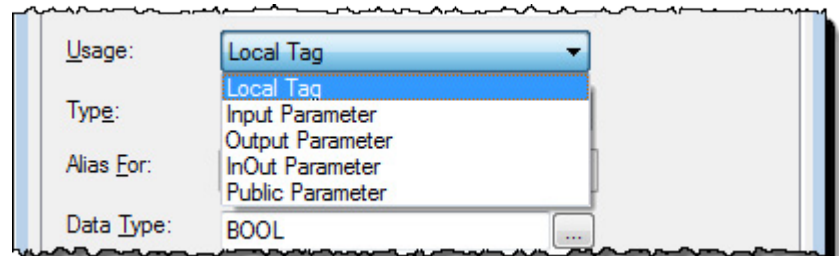 Usage: Local Tag
Local Tag
Type: Input Parameter
Output Parameter
Alias For: InOut Parameter
Public Parameter
Data Type: BOOL ...